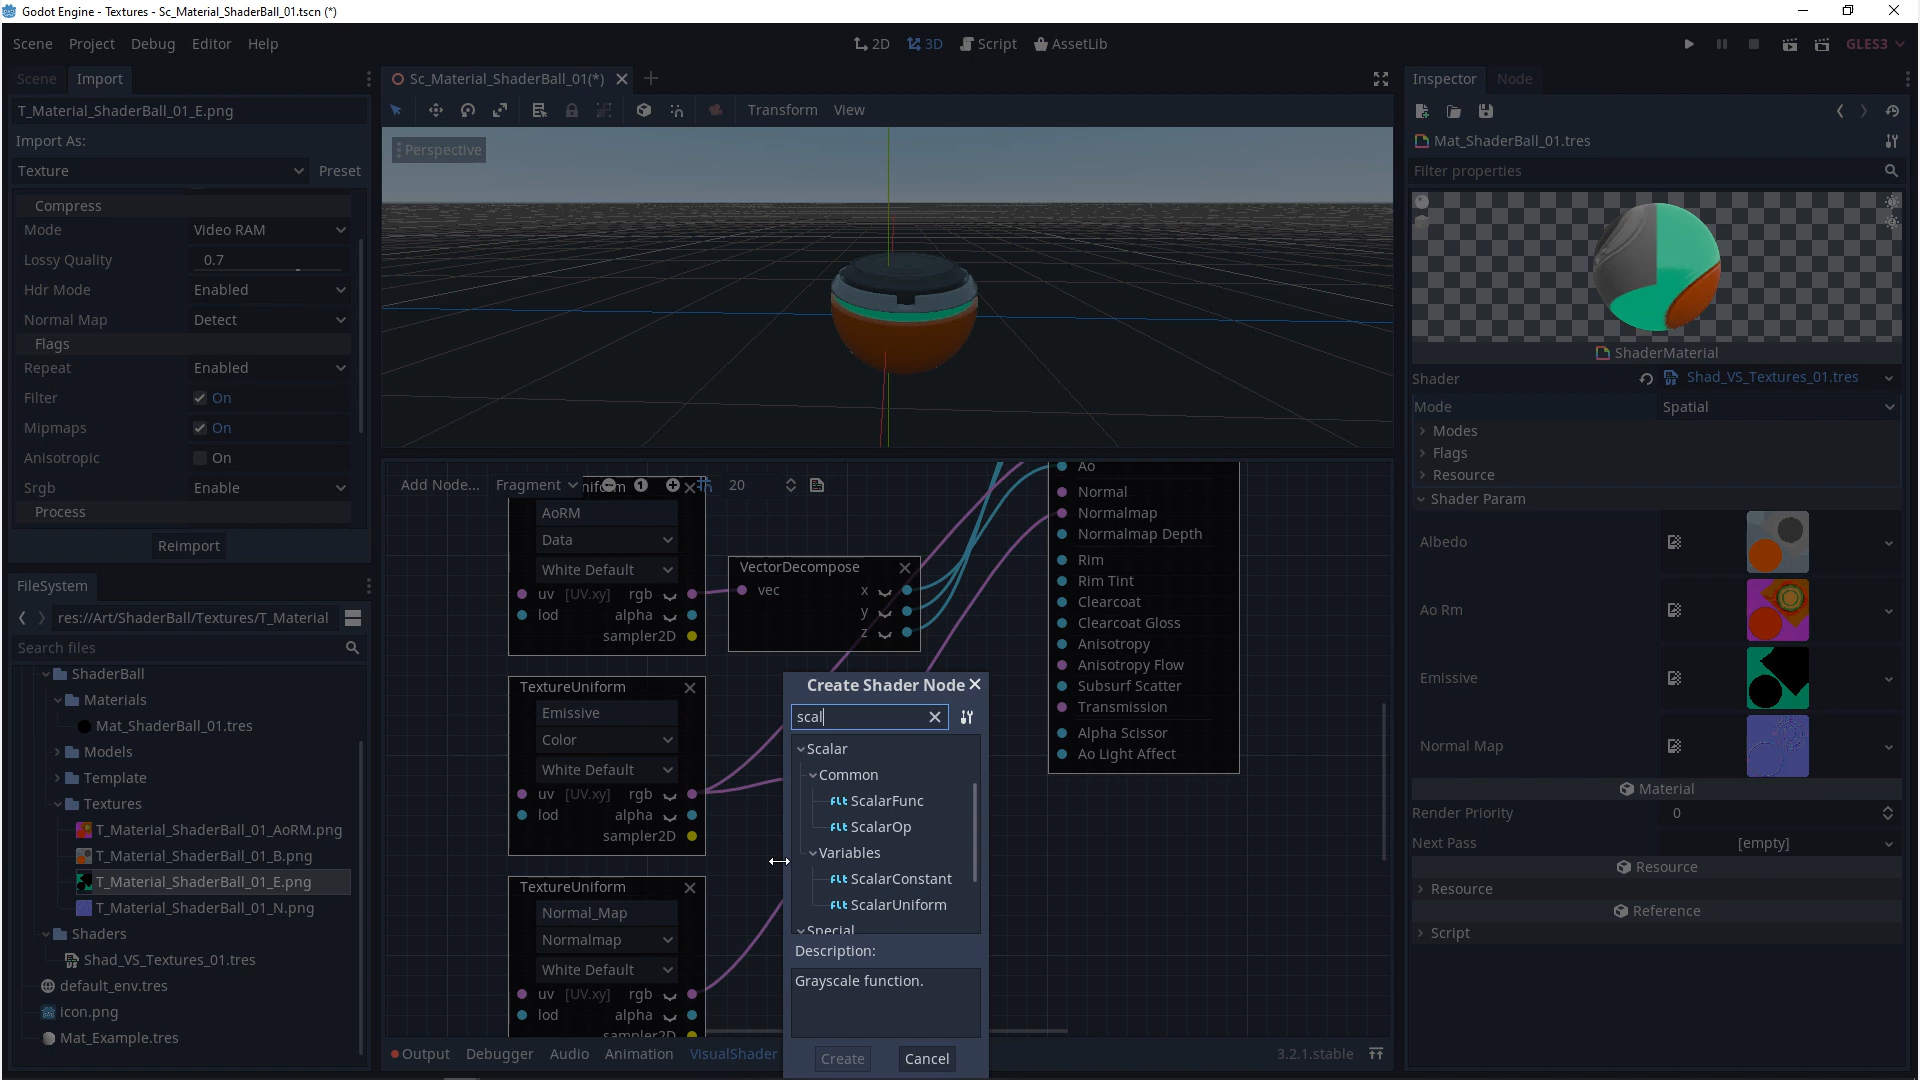 Godot Engine - Textures - Sc_Material_ShaderBall_01.tscn (*)
Scene Project Debug Editor Help
2D 3D Script AssetLib
GLES3
Scene Import
T_Material_ShaderBall_01_E.png
Import As:
Texture Preset
Compress
Mode Video RAM
Lossy Quality 0.7
Hdr Mode Enabled
Normal Map Detect
Flags
Repeat Enabled
Filter On
Mipmaps On
Anisotropic On
Srgb Enable
Process
Reimport
FileSystem
res://Art/ShaderBall/Textures/T_Material
Search files
ShaderBall
Materials
Mat_ShaderBall_01.tres
Models
Template
Textures
T_Material_ShaderBall_01_AoRM.png
T_Material_ShaderBall_01_B.png
T_Material_ShaderBall_01_E.png
T_Material_ShaderBall_01_N.png
Shaders
Shad_VS_Textures_01.tres
default_env.tres
icon.png
Mat_Example.tres
Sc_Material_ShaderBall_01(*)
Transform View
Perspective
Add Node... Fragment 1 20
AoRM
Data
White Default
uv [UV.xy] rgb
lod alpha
sampler2D
VectorDecompose
vec x
y
z
TextureUniform
Emissive
Color
White Default
uv [UV.xy] rgb
lod alpha
sampler2D
TextureUniform
Normal_Map
Normalmap
White Default
uv [UV.xy] rgb
lod alpha
sampler2D
Ao
Normal
Normalmap
Normalmap Depth
Rim
Rim Tint
Clearcoat
Clearcoat Gloss
Anisotropy
Anisotropy Flow
Subsurf Scatter
Transmission
Alpha Scissor
Ao Light Affect
Create Shader Node
scal
Scalar
Common
flt ScalarFunc
flt ScalarOp
Variables
flt ScalarConstant
flt ScalarUniform
Special
Description:
Grayscale function.
Create Cancel
Output Debugger Audio Animation VisualShader
3.2.1.stable
Inspector Node
Mat_ShaderBall_01.tres
Filter properties
ShaderMaterial
Shader Shad_VS_Textures_01.tres
Mode Spatial
Modes
Flags
Resource
Shader Param
Albedo
Ao Rm
Emissive
Normal Map
Material
Render Priority 0
Next Pass [empty]
Resource
Resource
Reference
Script